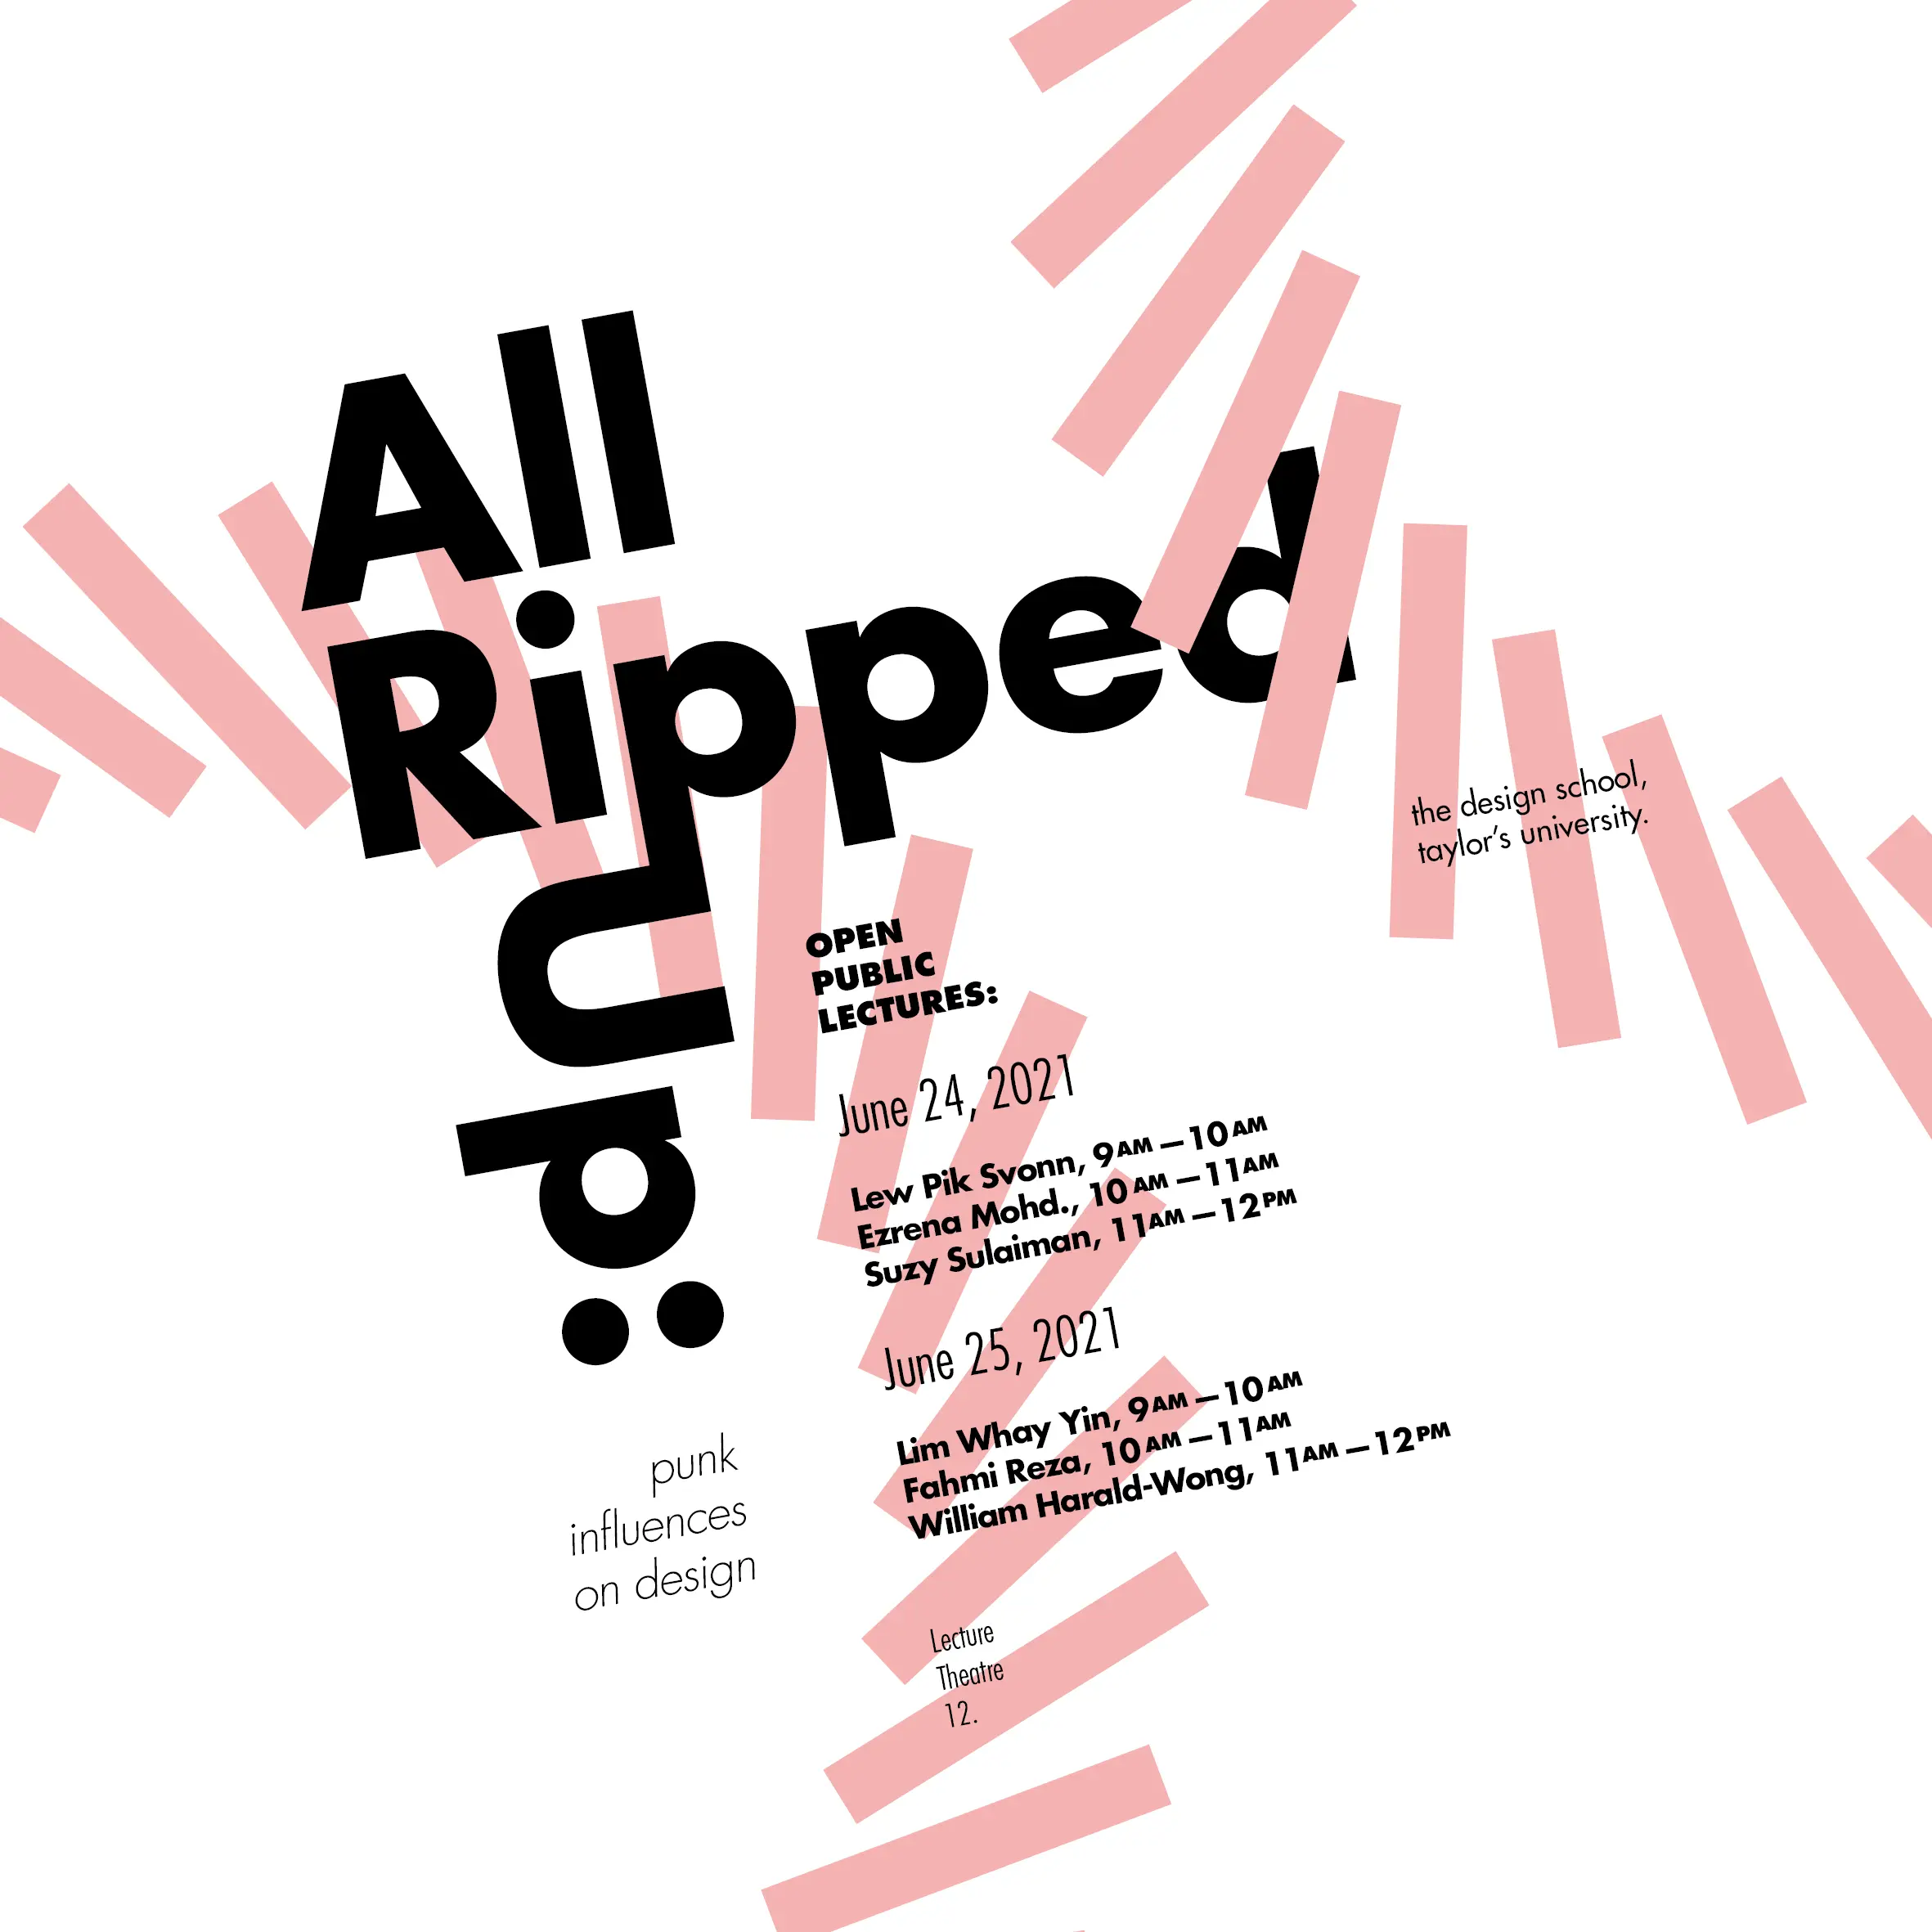 All
Ripped
Up:
the design school,
taylor's university.
OPEN
PUBLIC
LECTURES:
June 24, 2021
Lew Pik Svonn, 9AM—10AM
Ezrena Mohd., 10AM—11AM
Suzy Sulaiman, 11AM—12PM
June 25, 2021
Lim Whay Yin, 9AM—10AM
Fahmi Reza, 10AM—11AM
William Harald-Wong, 11AM—12PM
punk
influences
on design
Lecture
Theatre
12.